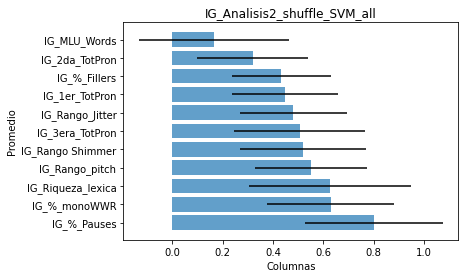 IG_Analisis2_shuffle_SVM_all
IG_MLU_Words
IG_2da_TotPron
IG_%_Fillers
IG_1er_TotPron
IG_Rango_Jitter
IG_3era_TotPron
IG_Rango Shimmer
IG_Rango_pitch
IG_Riqueza_lexica
IG_%_monoWWR
IG_%_Pauses
Promedio
0.0 0.2 0.4 0.6 0.8 1.0
Columnas